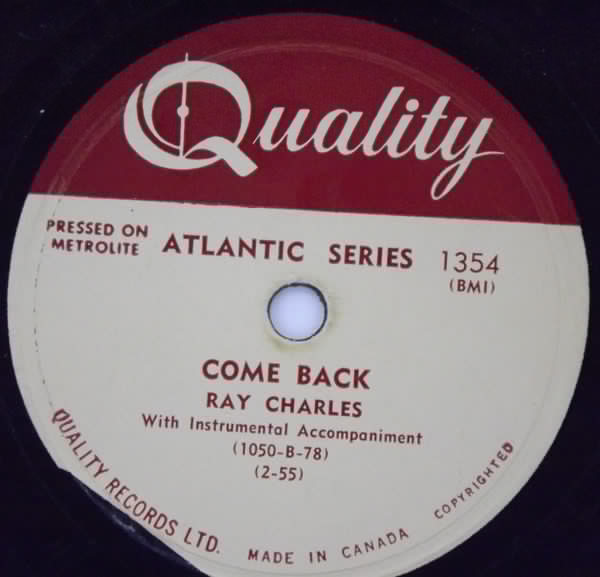 Quality
PRESSED ON
METROLITE
ATLANTIC SERIES
1354
(BMI)
COME BACK
RAY CHARLES
With Instrumental Accompaniment
(1050-B-78)
(2-55)
QUALITY RECORDS LTD. MADE IN CANADA COPYRIGHTED